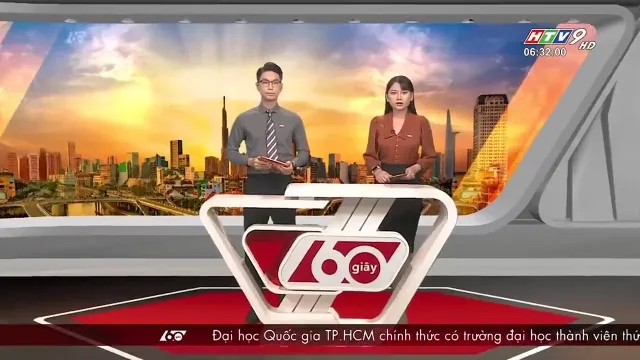 HTV9
HD
06:32:00
60
giây
60
Đại học Quốc gia TP.HCM chính thức có trường đại học thành viên thứ